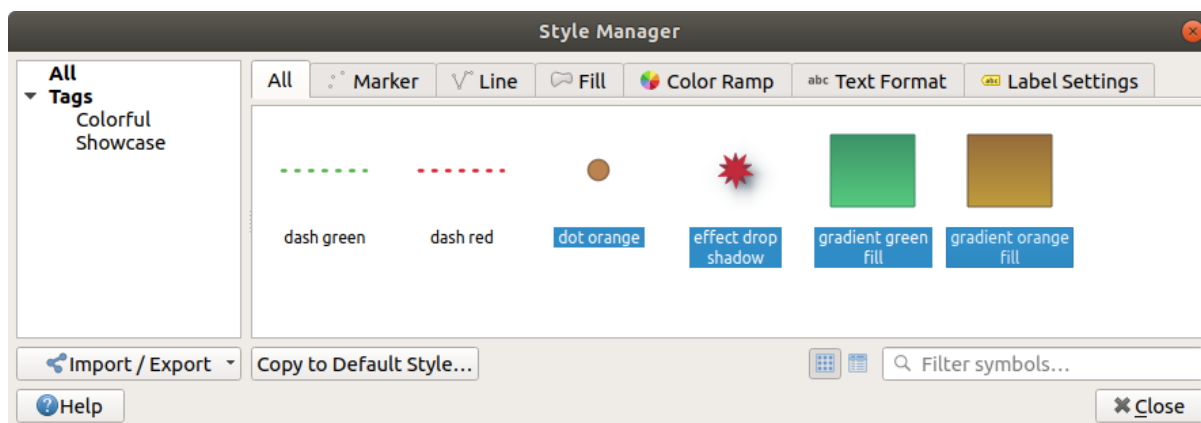 Style Manager
All
Tags
Colorful
Showcase
All
Marker
Line
Fill
Color Ramp
abc Text Format
abc Label Settings
dash green
dash red
dot orange
effect drop
shadow
gradient green
fill
gradient orange
fill
Import / Export
Copy to Default Style...
Filter symbols...
Help
Close